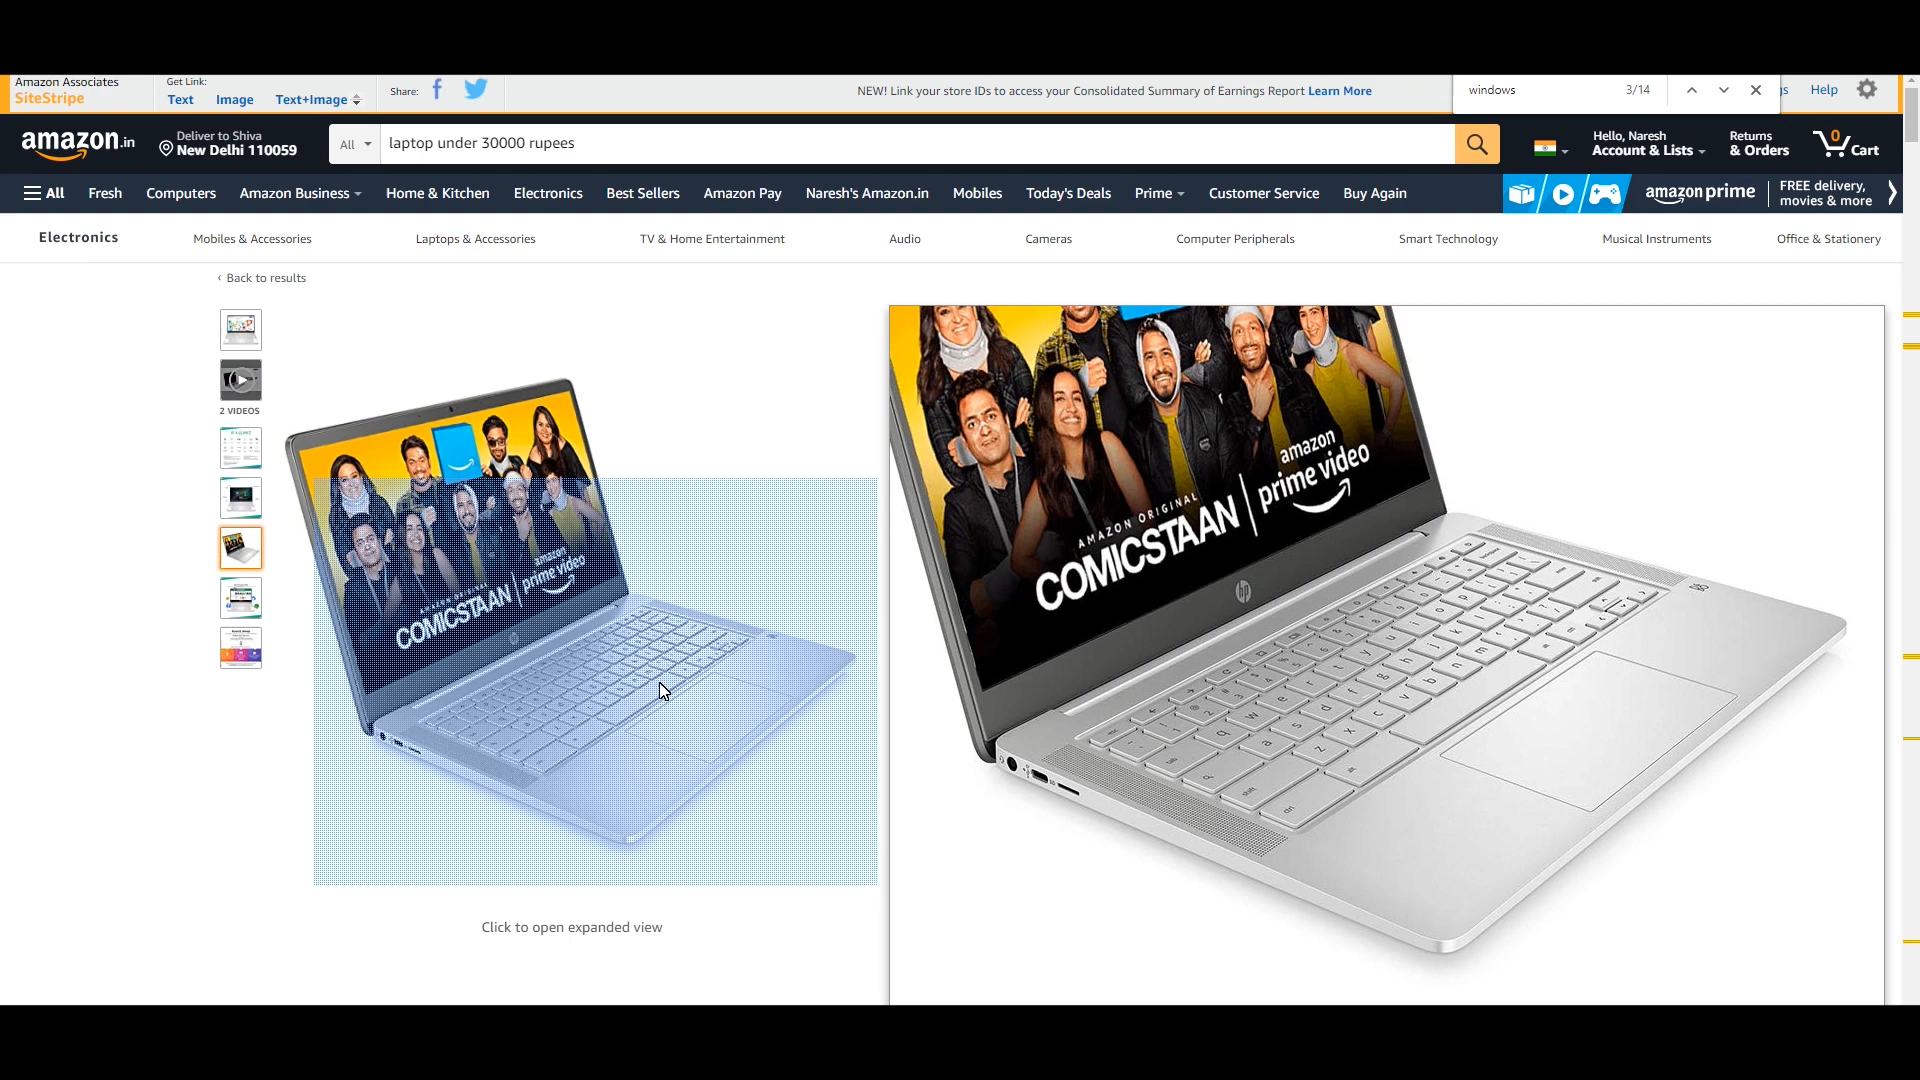 Amazon Associates
SiteStripe
Get Link:
Text Image Text+Image
Share:
NEW! Link your store IDs to access your Consolidated Summary of Earnings Report Learn More
windows 3/14
Help
amazon.in
Deliver to Shiva
New Delhi 110059
All
laptop under 30000 rupees
Hello, Naresh
Account & Lists
Returns
& Orders
0
Cart
All Fresh Computers Amazon Business Home & Kitchen Electronics Best Sellers Amazon Pay Naresh's Amazon.in Mobiles Today's Deals Prime Customer Service Buy Again
amazon prime
FREE delivery,
movies & more
Electronics Mobiles & Accessories Laptops & Accessories TV & Home Entertainment Audio Cameras Computer Peripherals Smart Technology Musical Instruments Office & Stationery
‹ Back to results
2 VIDEOS
AMAZON ORIGINAL
COMICSTAAN
amazon
prime video
Click to open expanded view
AMAZON ORIGINAL
COMICSTAAN
amazon
prime video
hp